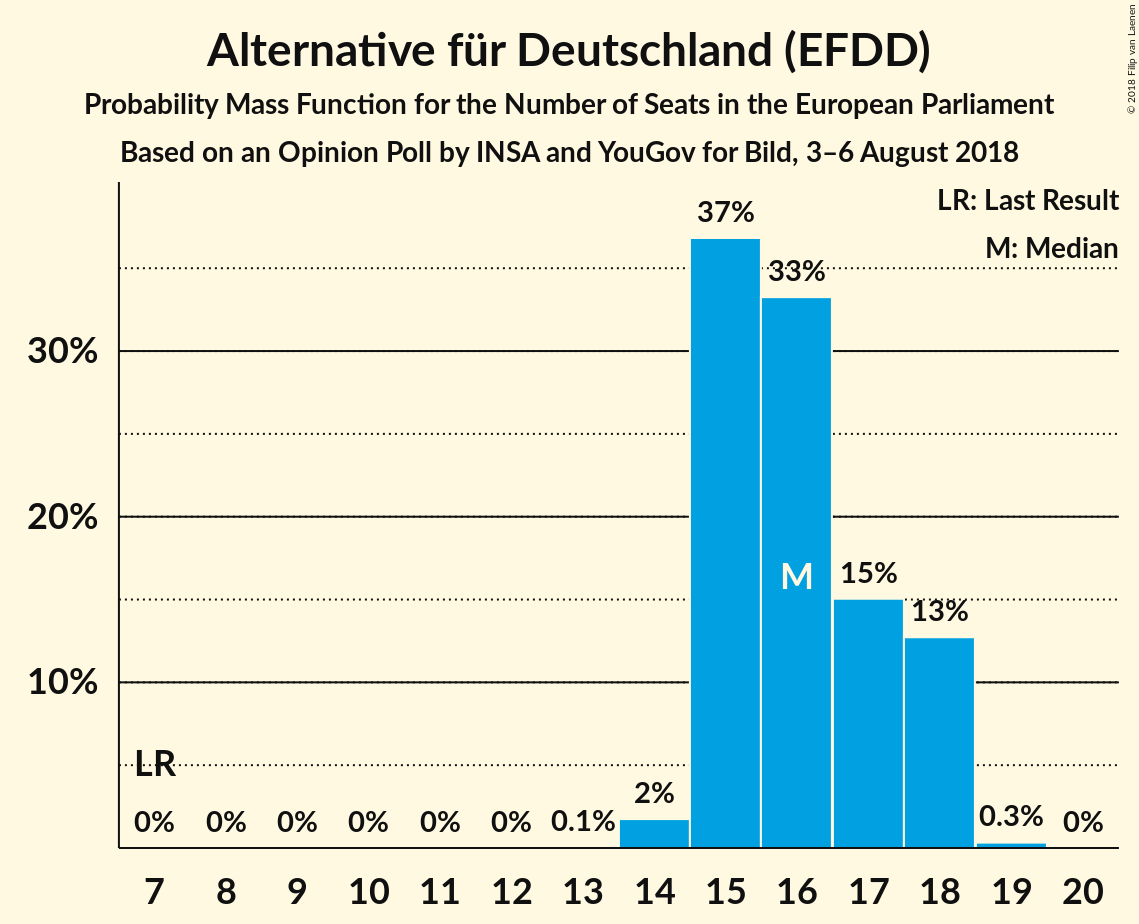 Alternative für Deutschland (EFDD)
Probability Mass Function for the Number of Seats in the European Parliament
Based on an Opinion Poll by INSA and YouGov for Bild, 3–6 August 2018
© 2018 Filip van Laenen
LR: Last Result
M: Median
37%
33%
30%
20%
M
15%
13%
10%
LR
0%
0%
0%
0%
0%
0%
0.1%
2%
0.3%
0%
7 8 9 10 11 12 13 14 15 16 17 18 19 20